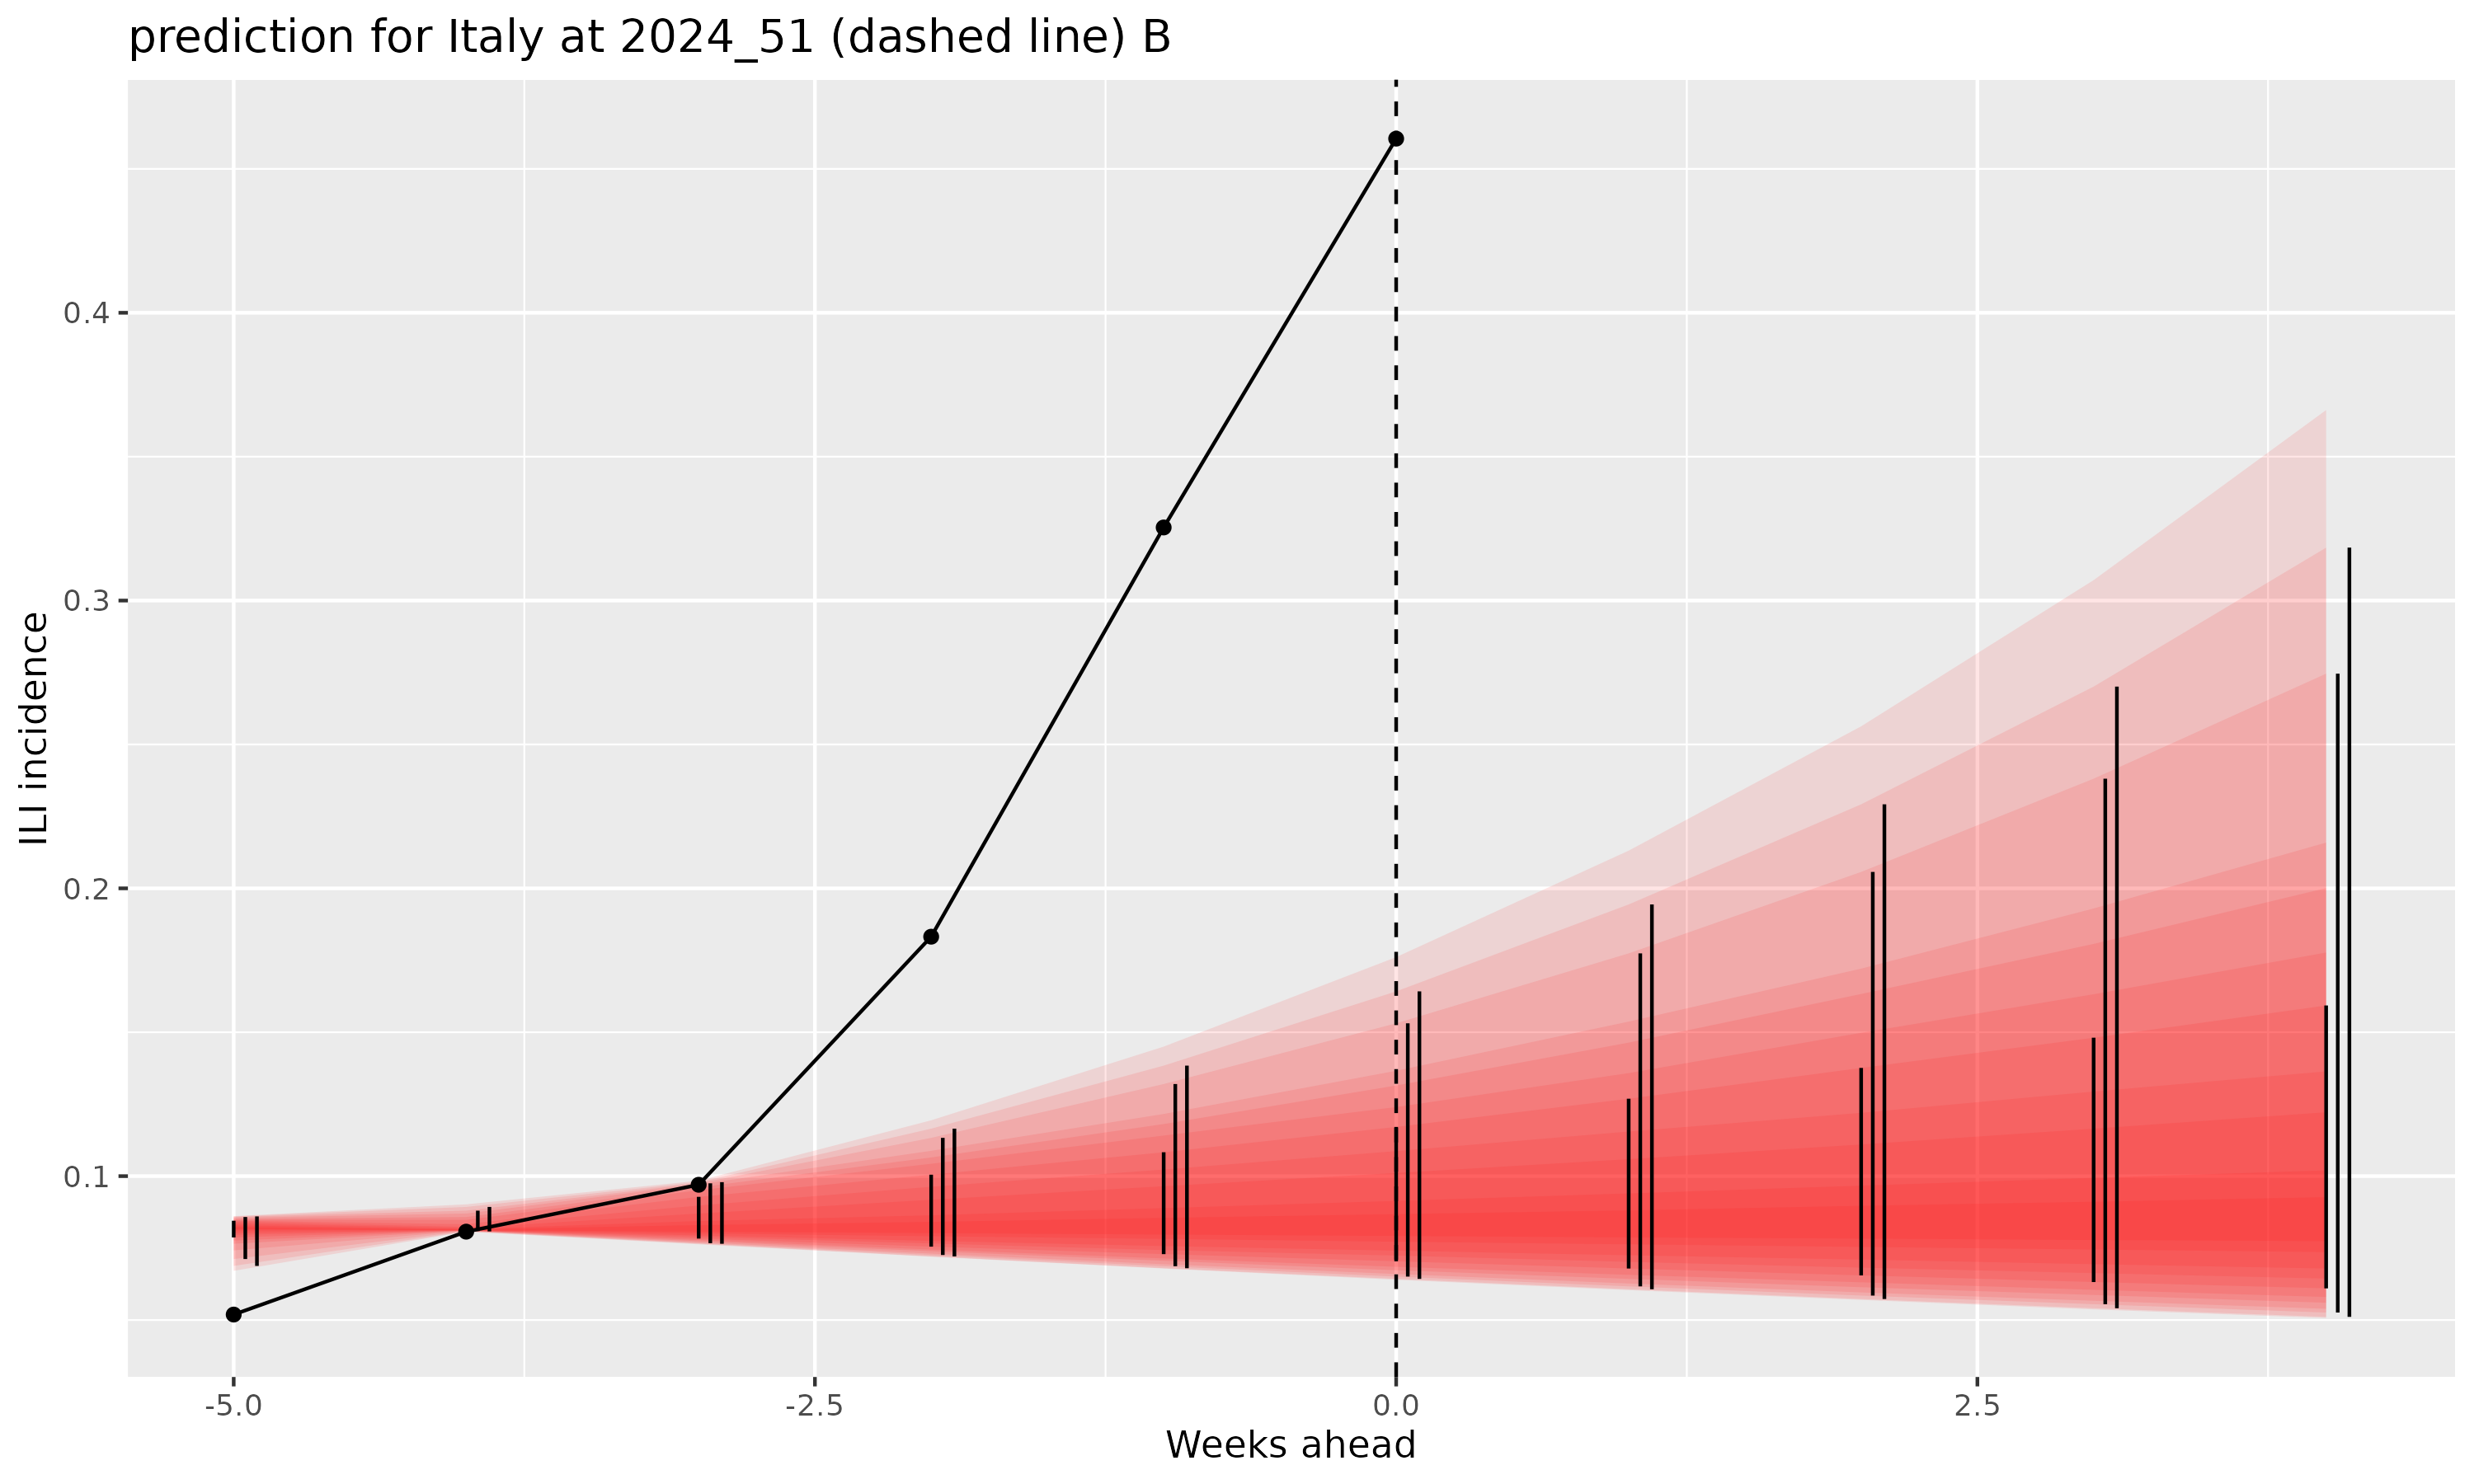 prediction for Italy at 2024_51 (dashed line) B
ILI incidence
0.4
0.3
0.2
0.1
-5.0
-2.5
0.0
2.5
Weeks ahead